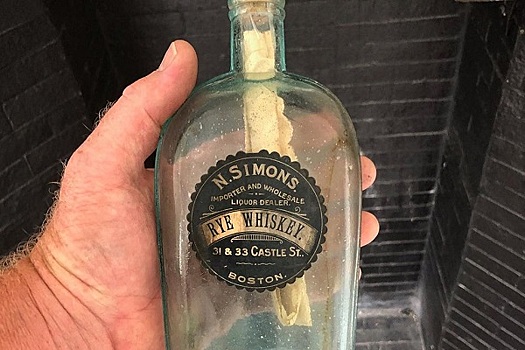 N. SIMONS,
IMPORTER AND WHOLESALE
LIQUOR DEALER.
RYE WHISKEY.
31 & 33 CASTLE ST.,
BOSTON.